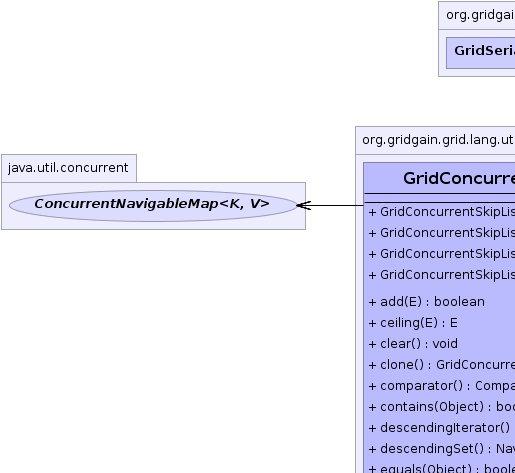 org.gridgai
GridSeria
java.util.concurrent
ConcurrentNavigableMap<K, V>
org.gridgain.grid.lang.ut
GridConcurre
+ GridConcurrentSkipLis
+ GridConcurrentSkipLis
+ GridConcurrentSkipLis
+ GridConcurrentSkipLis
+ add(E) : boolean
+ ceiling(E) : E
+ clear() : void
+ clone() : GridConcurre
+ comparator() : Compa
+ contains(Object) : boo
+ descendingIterator()
+ descendingSet() : Nav
+ equals(Object) : boole